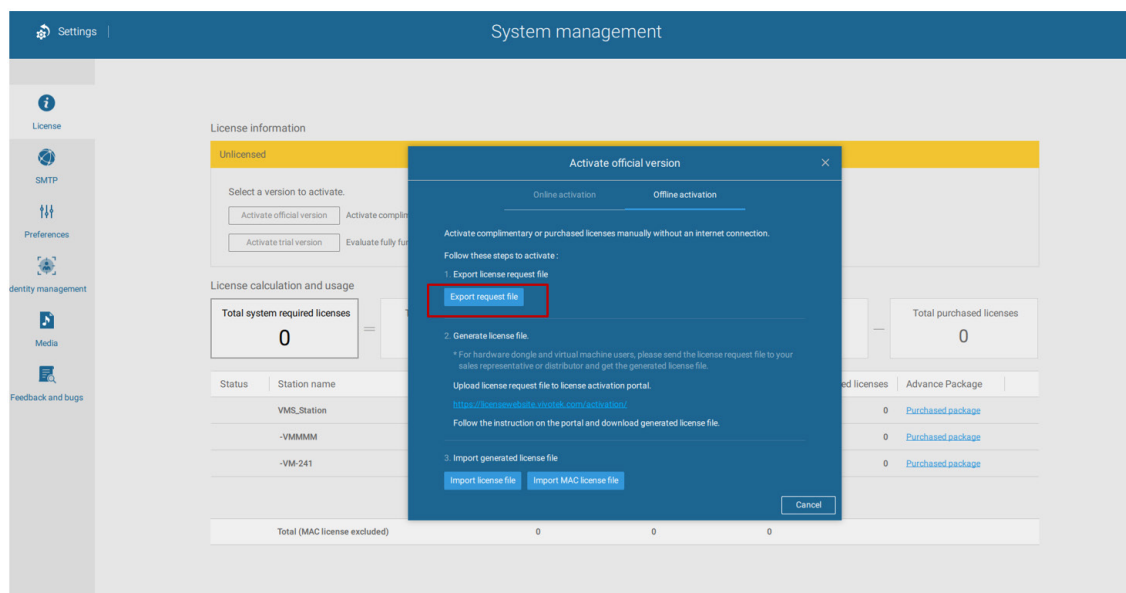 Settings
System management
License
SMTP
Preferences
dentity management
Media
Feedback and bugs
License information
Unlicensed
Select a version to activate.
Activate official version
Activate complin
Activate trial version
Evaluate fully fur
License calculation and usage
Total system required licenses
0
=
T
−
Total purchased licenses
0
Status
Station name
ed licenses
Advance Package
VMS_Station
0
Purchased package
-VMMMM
0
Purchased package
-VM-241
0
Purchased package
Total (MAC license excluded)
0
0
0
Activate official version
Online activation
Offline activation
Activate complimentary or purchased licenses manually without an internet connection.
Follow these steps to activate :
1. Export license request file
Export request file
2. Generate license file.
* For hardware dongle and virtual machine users, please send the license request file to your
sales representative or distributor and get the generated license file.
Upload license request file to license activation portal.
https://licensewebsite.vivotek.com/activation/
Follow the instruction on the portal and download generated license file.
3. Import generated license file
Import license file
Import MAC license file
Cancel